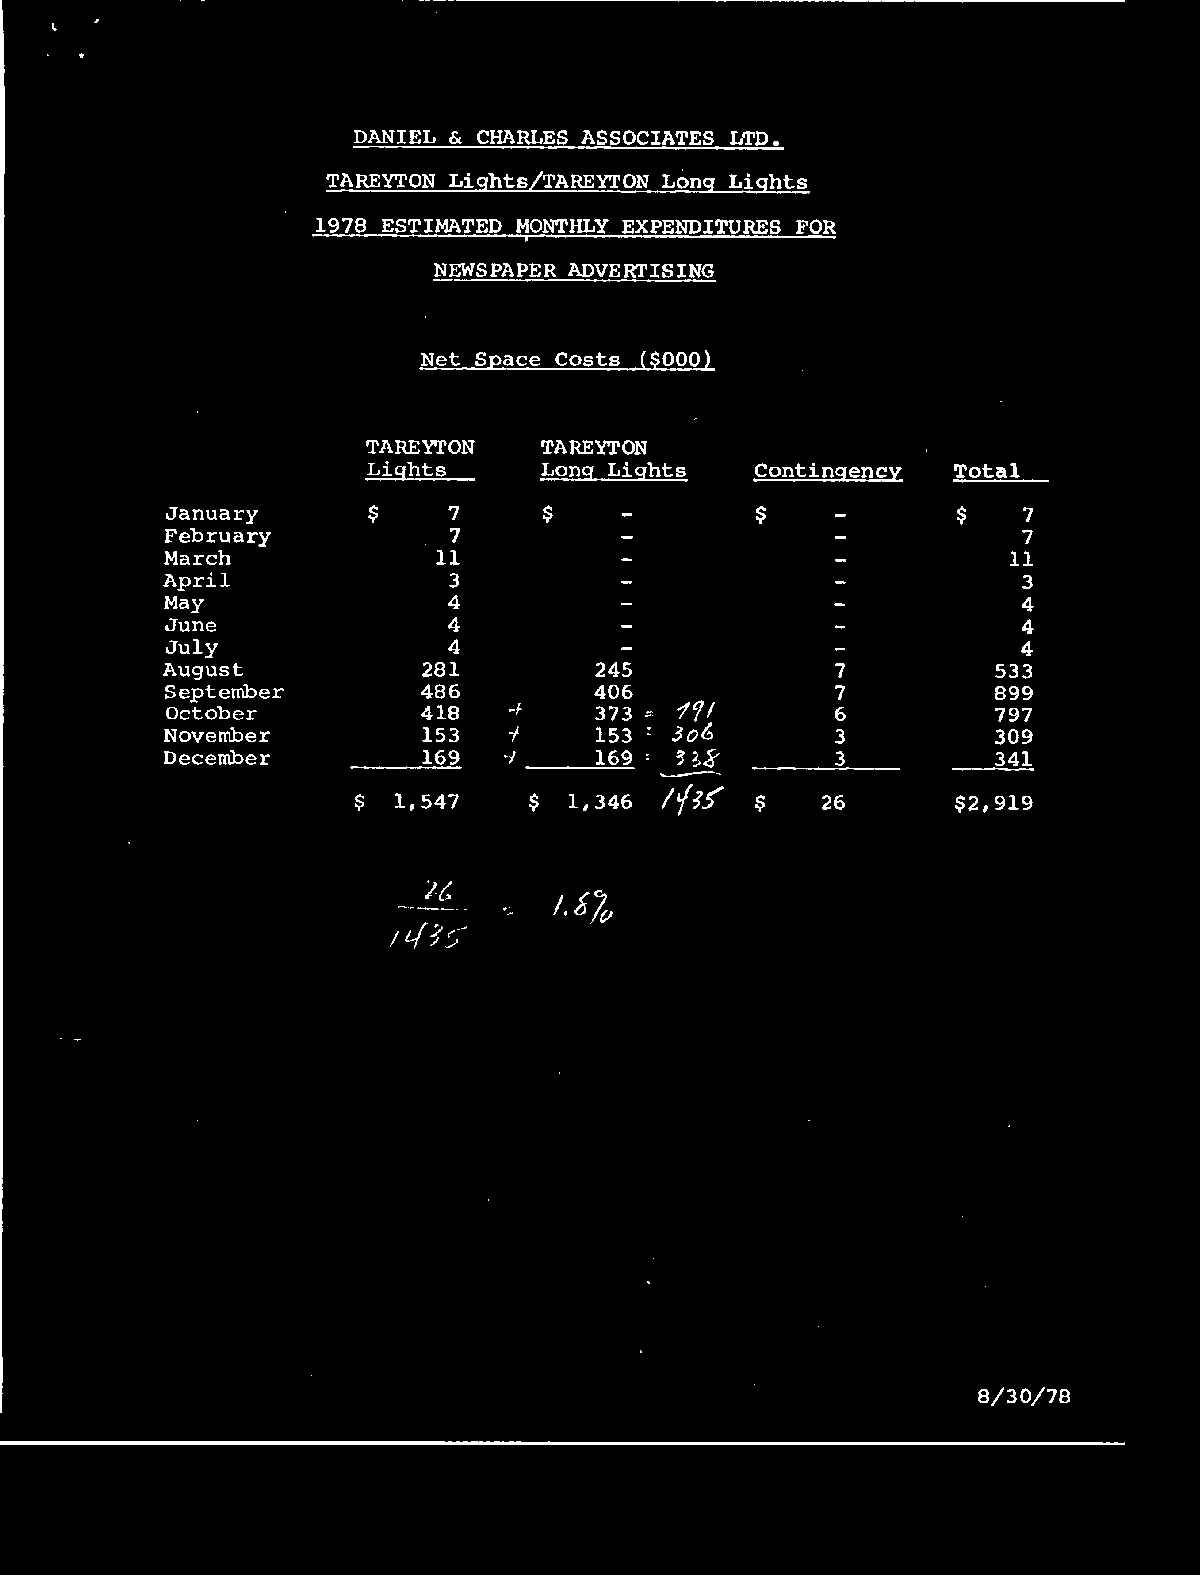 DANIEL & CHARLES ASSOCIATES LTD.
TAREYTON Lights/TAREYTON Long Lights
1978 ESTIMATED MONTHLY EXPENDITURES FOR
NEWSPAPER ADVERTISING
Net Space Costs ($000)
TAREYTON TAREYTON
Lights Long Lights Contingency Total
January $ 7 $ - $ - $ 7
February 7 - - 7
March 11 - - 11
April 3 - - 3
May 4 - - 4
June 4 - - 4
July 4 - - 4
August 281 245 7 533
September 486 406 7 899
October 418 + 373 = 791 6 797
November 153 + 153 = 306 3 309
December 169 + 169 = 338 3 341
$ 1,547 $ 1,346 1435 $ 26 $2,919
26
= 1.8%
1435
8/30/78